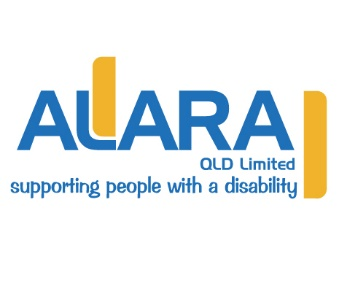 ALARA
QLD Limited
supporting people with a disability